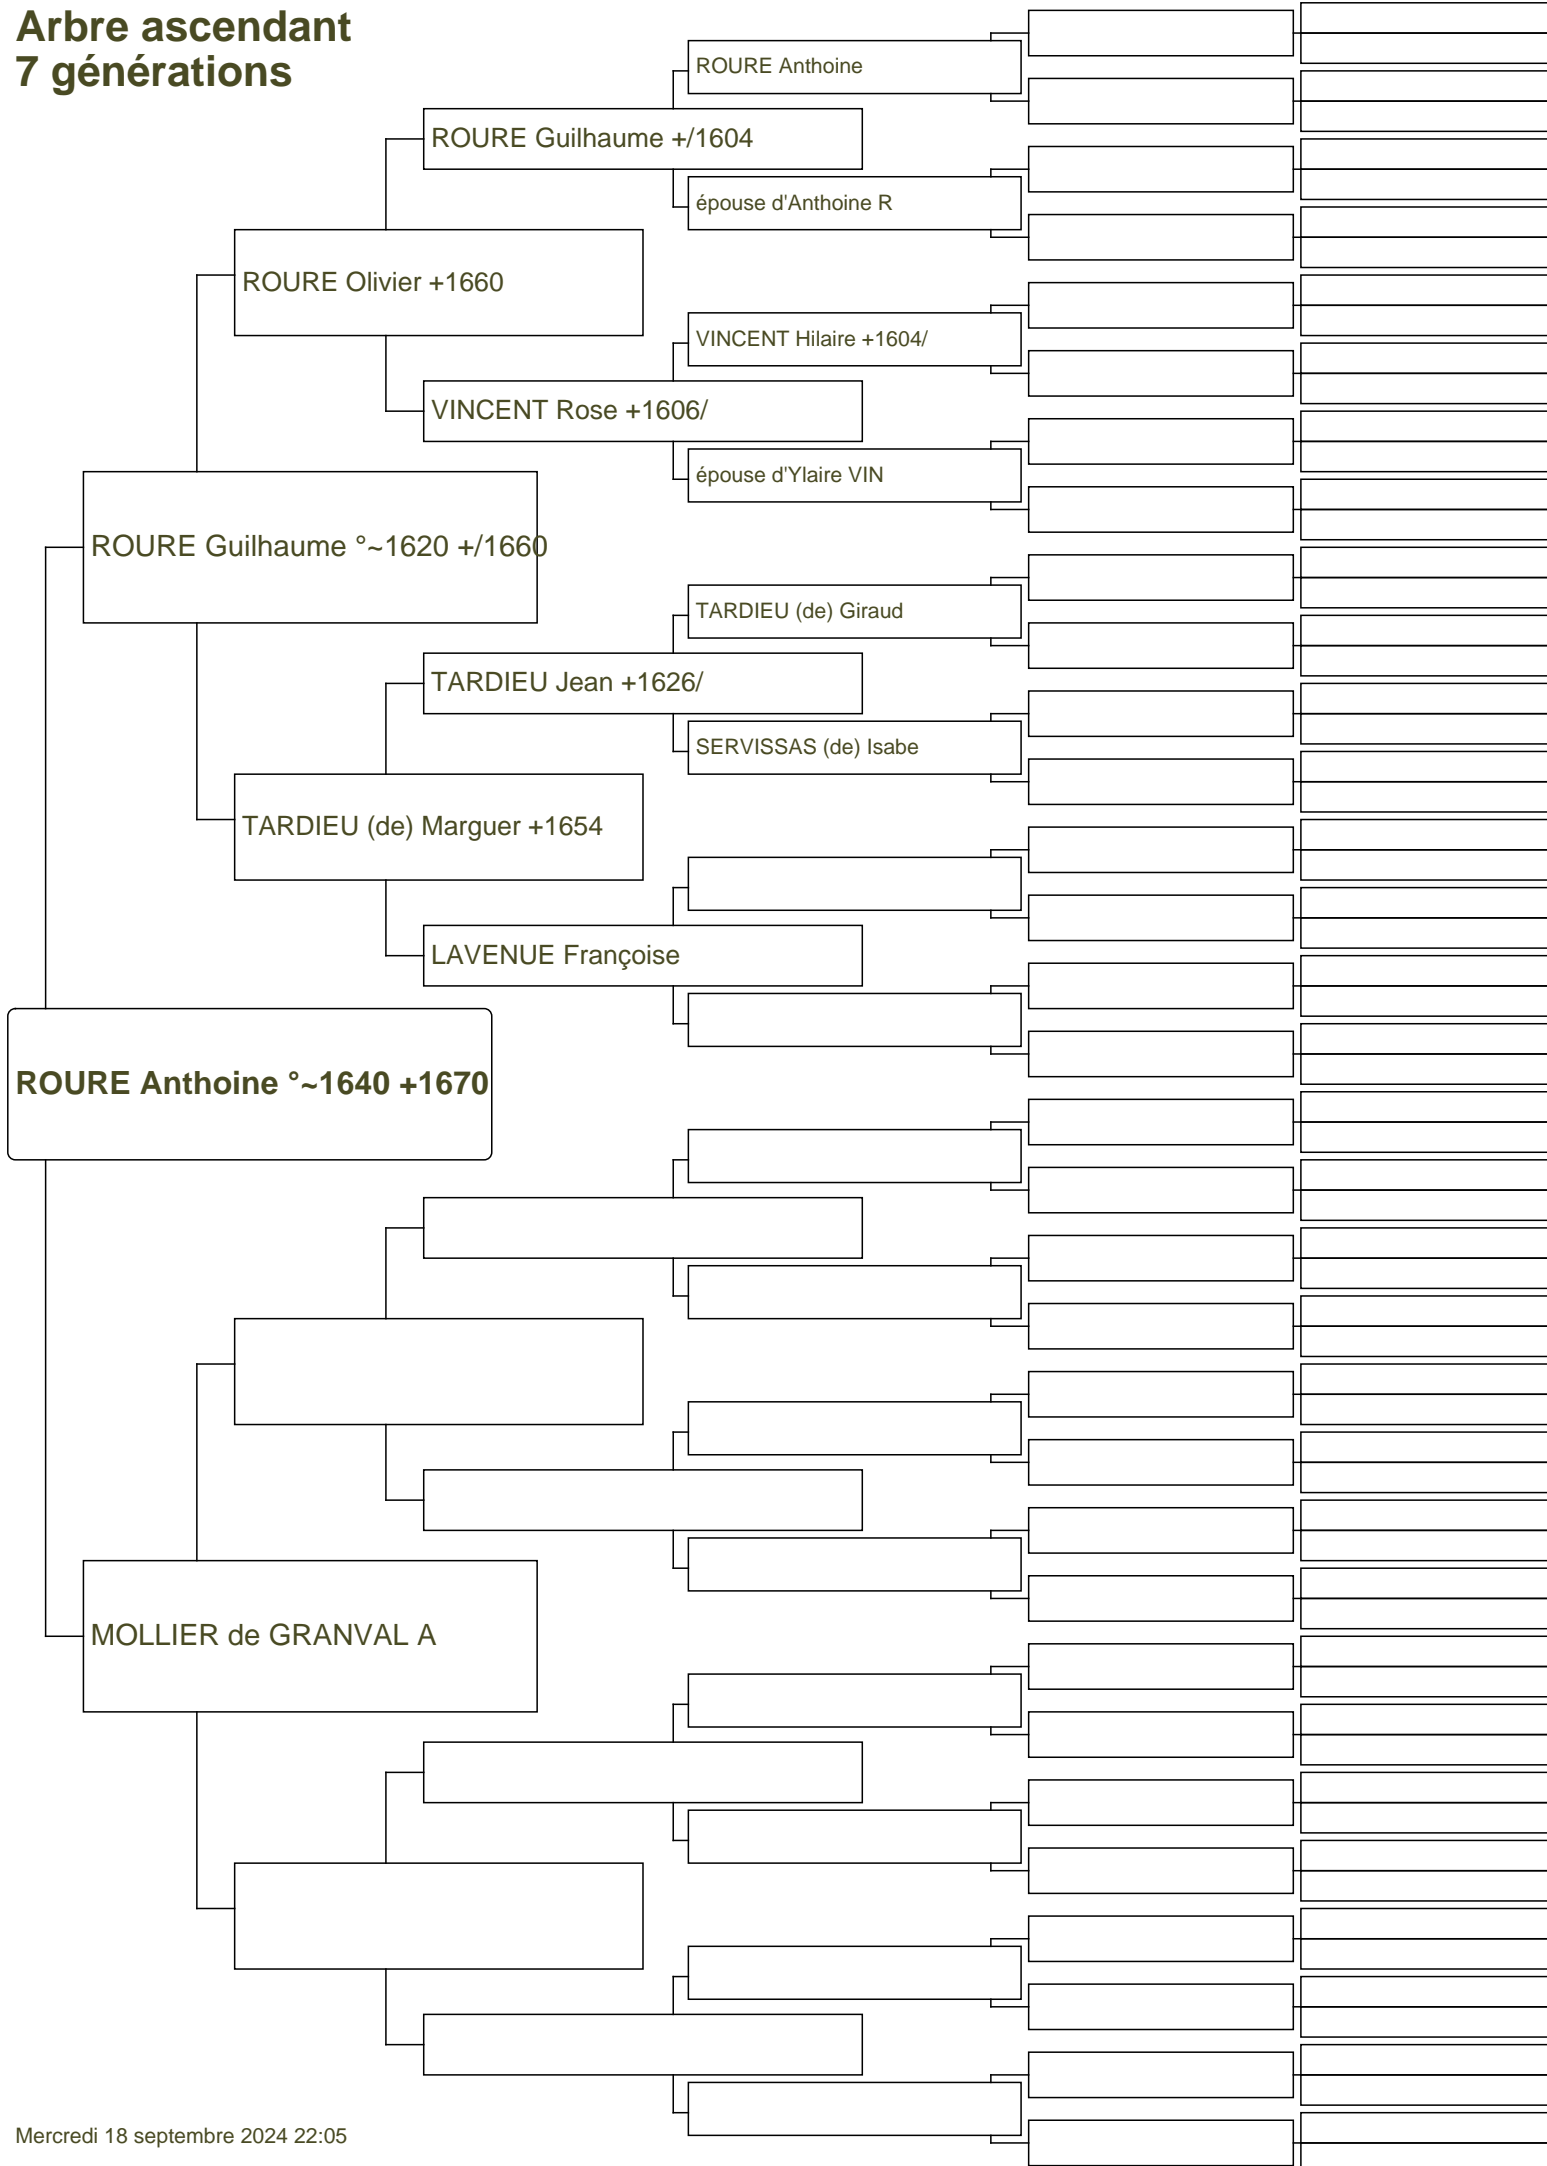 Arbre ascendant
7 générations
ROURE Anthoine
ROURE Guilhaume +/1604
épouse d'Anthoine R
ROURE Olivier +1660
VINCENT Hilaire +1604/
VINCENT Rose +1606/
épouse d'Ylaire VIN
ROURE Guilhaume °~1620 +/1660
TARDIEU (de) Giraud
TARDIEU Jean +1626/
SERVISSAS (de) Isabe
TARDIEU (de) Marguer +1654
LAVENUE Françoise
ROURE Anthoine °~1640 +1670
MOLLIER de GRANVAL A
Mercredi 18 septembre 2024 22:05